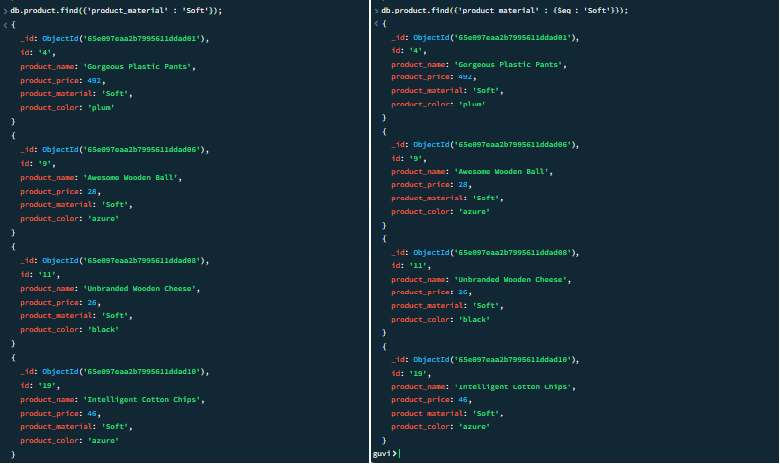 > db.product.find({'product_material' : 'Soft'});
< {
_id: ObjectId('65e097eaa2b7995611ddad01'),
id: '4',
product_name: 'Gorgeous Plastic Pants',
product_price: 492,
product_material: 'Soft',
product_color: 'plum'
}
{
_id: ObjectId('65e097eaa2b7995611ddad06'),
id: '9',
product_name: 'Awesome Wooden Ball',
product_price: 28,
product_material: 'Soft',
product_color: 'azure'
}
{
_id: ObjectId('65e097eaa2b7995611ddad08'),
id: '11',
product_name: 'Unbranded Wooden Cheese',
product_price: 26,
product_material: 'Soft',
product_color: 'black'
}
{
_id: ObjectId('65e097eaa2b7995611ddad10'),
id: '19',
product_name: 'Intelligent Cotton Chips',
product_price: 46,
product_material: 'Soft',
product_color: 'azure'
}
> db.product.find({'product material' : {$eq : 'Soft'}});
< {
_id: ObjectId('65e097eaa2b7995611ddad01'),
id: '4',
product_name: 'Gorgeous Plastic Pants',
product_price: 492,
product_material: 'Soft',
product_color: 'plum'
}
{
_id: ObjectId('65e097eaa2b7995611ddad06'),
id: '9',
product_name: 'Awesome Wooden Ball',
product_price: 28,
product_material: 'Soft',
product_color: 'azure'
}
{
_id: ObjectId('65e097eaa2b7995611ddad08'),
id: '11',
product_name: 'Unbranded Wooden Cheese',
product_price: 26,
product_material: 'Soft',
product_color: 'black'
}
{
_id: ObjectId('65e097eaa2b7995611ddad10'),
id: '19',
product_name: 'Intelligent Cotton Chips',
product_price: 46,
product material: 'Soft',
product_color: 'azure'
}
guvi>